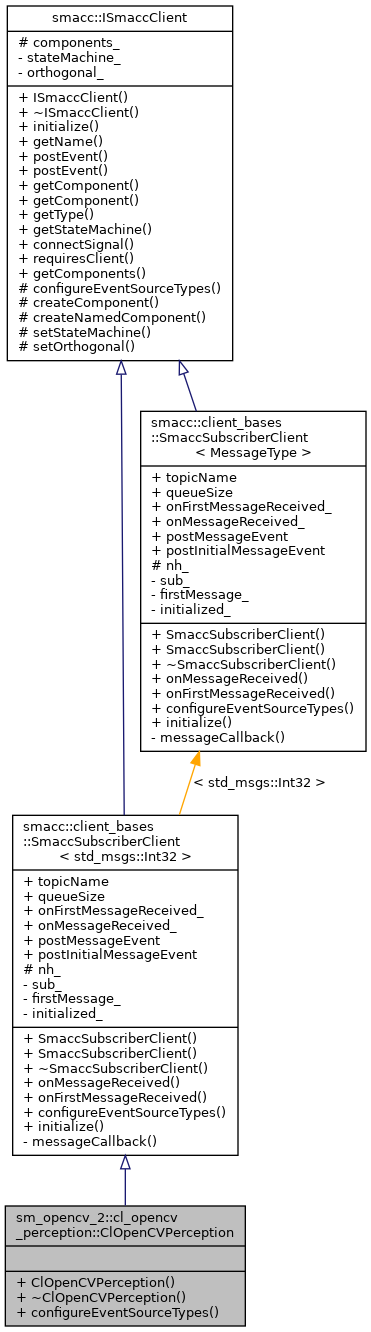 smacc::ISmaccClient
# components_
- stateMachine_
- orthogonal_
+ ISmaccClient()
+ ~ISmaccClient()
+ initialize()
+ getName()
+ postEvent()
+ postEvent()
+ getComponent()
+ getComponent()
+ getType()
+ getStateMachine()
+ connectSignal()
+ requiresClient()
+ getComponents()
# configureEventSourceTypes()
# createComponent()
# createNamedComponent()
# setStateMachine()
# setOrthogonal()
smacc::client_bases
::SmaccSubscriberClient
< MessageType >
+ topicName
+ queueSize
+ onFirstMessageReceived_
+ onMessageReceived_
+ postMessageEvent
+ postInitialMessageEvent
# nh_
- sub_
- firstMessage_
- initialized_
+ SmaccSubscriberClient()
+ SmaccSubscriberClient()
+ ~SmaccSubscriberClient()
+ onMessageReceived()
+ onFirstMessageReceived()
+ configureEventSourceTypes()
+ initialize()
- messageCallback()
< std_msgs::Int32 >
smacc::client_bases
::SmaccSubscriberClient
< std_msgs::Int32 >
+ topicName
+ queueSize
+ onFirstMessageReceived_
+ onMessageReceived_
+ postMessageEvent
+ postInitialMessageEvent
# nh_
- sub_
- firstMessage_
- initialized_
+ SmaccSubscriberClient()
+ SmaccSubscriberClient()
+ ~SmaccSubscriberClient()
+ onMessageReceived()
+ onFirstMessageReceived()
+ configureEventSourceTypes()
+ initialize()
- messageCallback()
sm_opencv_2::cl_opencv
_perception::ClOpenCVPerception
+ ClOpenCVPerception()
+ ~ClOpenCVPerception()
+ configureEventSourceTypes()